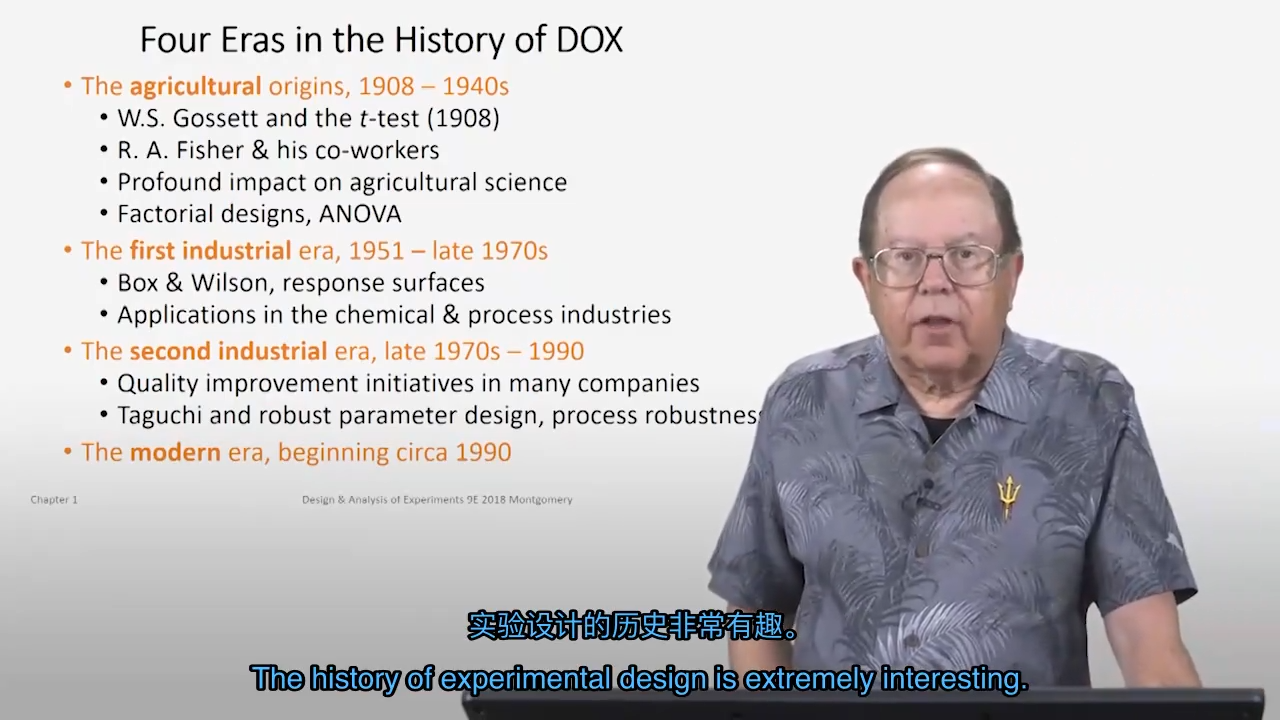 Four Eras in the History of DOX
• The agricultural origins, 1908 – 1940s
• W.S. Gossett and the t-test (1908)
• R. A. Fisher & his co-workers
• Profound impact on agricultural science
• Factorial designs, ANOVA
• The first industrial era, 1951 – late 1970s
• Box & Wilson, response surfaces
• Applications in the chemical & process industries
• The second industrial era, late 1970s – 1990
• Quality improvement initiatives in many companies
• Taguchi and robust parameter design, process robustness
• The modern era, beginning circa 1990
Chapter 1
Design & Analysis of Experiments 9E 2018 Montgomery
实验设计的历史非常有趣。
The history of experimental design is extremely interesting.